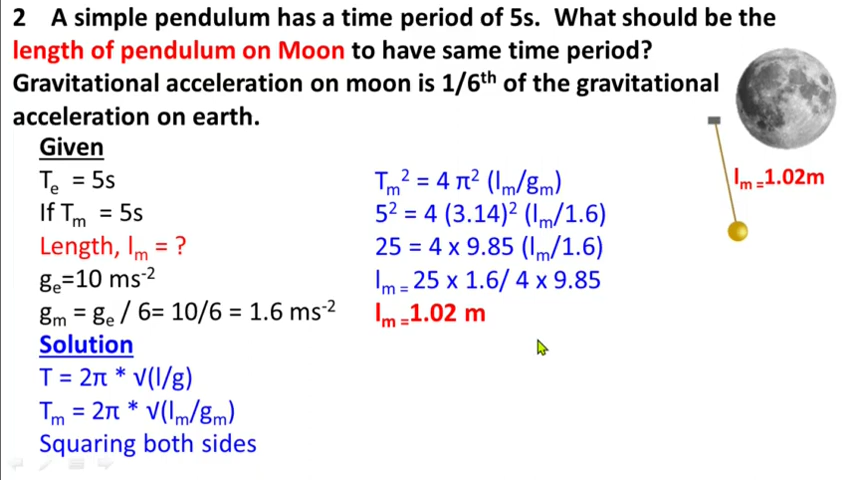 2 A simple pendulum has a time period of 5s. What should be the
length of pendulum on Moon to have same time period?
Gravitational acceleration on moon is 1/6th of the gravitational
acceleration on earth.
Given
Te = 5s
If Tm = 5s
Length, lm = ?
ge=10 ms-2
gm = ge / 6= 10/6 = 1.6 ms-2
Solution
T = 2π * √(l/g)
Tm = 2π * √(lm/gm)
Squaring both sides
Tm2 = 4 π2 (lm/gm)
52 = 4 (3.14)2 (lm/1.6)
25 = 4 x 9.85 (lm/1.6)
lm = 25 x 1.6/ 4 x 9.85
lm =1.02 m
lm =1.02m